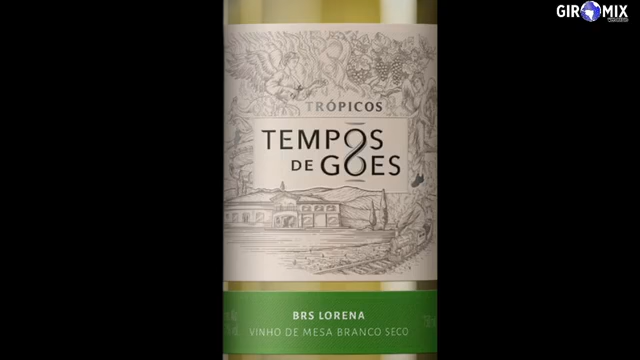 GIROMIX
TRÓPICOS
TEMPOS
DE GOES
BRS LORENA
VINHO DE MESA BRANCO SECO